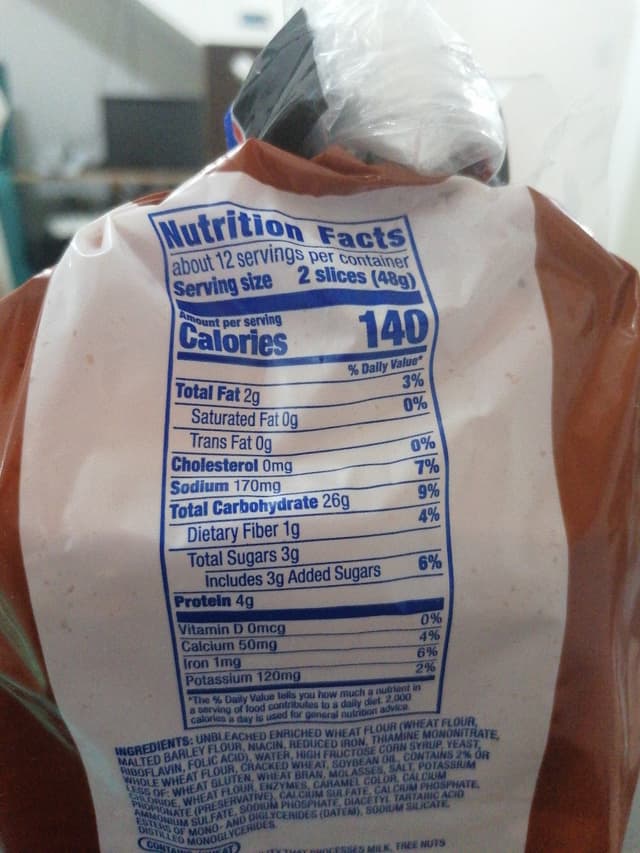 Nutrition Facts
about 12 servings per container
Serving size 2 slices (48g)
Amount per serving
Calories 140
% Daily Value*
Total Fat 2g 3%
Saturated Fat 0g 0%
Trans Fat 0g
Cholesterol 0mg 0%
Sodium 170mg 7%
Total Carbohydrate 26g 9%
Dietary Fiber 1g 4%
Total Sugars 3g
Includes 3g Added Sugars 6%
Protein 4g
Vitamin D 0mcg 0%
Calcium 50mg 4%
Iron 1mg 6%
Potassium 120mg 2%
*The % Daily Value tells you how much a nutrient in
a serving of food contributes to a daily diet. 2,000
calories a day is used for general nutrition advice.
INGREDIENTS: UNBLEACHED ENRICHED WHEAT FLOUR (WHEAT FLOUR,
MALTED BARLEY FLOUR, NIACIN, REDUCED IRON, THIAMINE MONONITRATE,
RIBOFLAVIN, FOLIC ACID), WATER, HIGH FRUCTOSE CORN SYRUP, YEAST,
WHOLE WHEAT FLOUR, CRACKED WHEAT, SOYBEAN OIL, CONTAINS 2% OR
LESS OF: WHEAT GLUTEN, WHEAT BRAN, MOLASSES, SALT, POTASSIUM
CHLORIDE, WHEAT FLOUR, ENZYMES, CARAMEL COLOR, CALCIUM
PROPIONATE (PRESERVATIVE), CALCIUM SULFATE, CALCIUM PHOSPHATE,
AMMONIUM SULFATE, SODIUM PHOSPHATE, DIACETYL TARTARIC ACID
ESTERS OF MONO- AND DIGLYCERIDES (DATEM), SODIUM SILICATE,
DISTILLED MONOGLYCERIDES.
CONTAINS WHEAT
THAT PROCESSES MILK, TREE NUTS